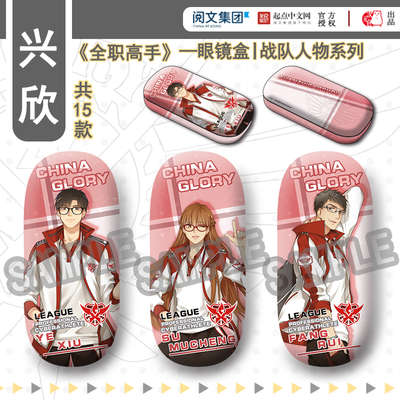 兴欣
共15款
阅文集团
起点中文网
官方授权
出品
《全职高手》—眼镜盒|战队人物系列
CHINA GLORY
SAMPLE
LEAGUE
PROFESSIONAL
CYBERATHLETE
YE
XIU
CHINA GLORY
SAMPLE
LEAGUE
PROFESSIONAL
CYBERATHLETE
SU
MUCHENG
CHINA GLORY
SAMPLE
LEAGUE
PROFESSIONAL
CYBERATHLETE
FANG
RUI